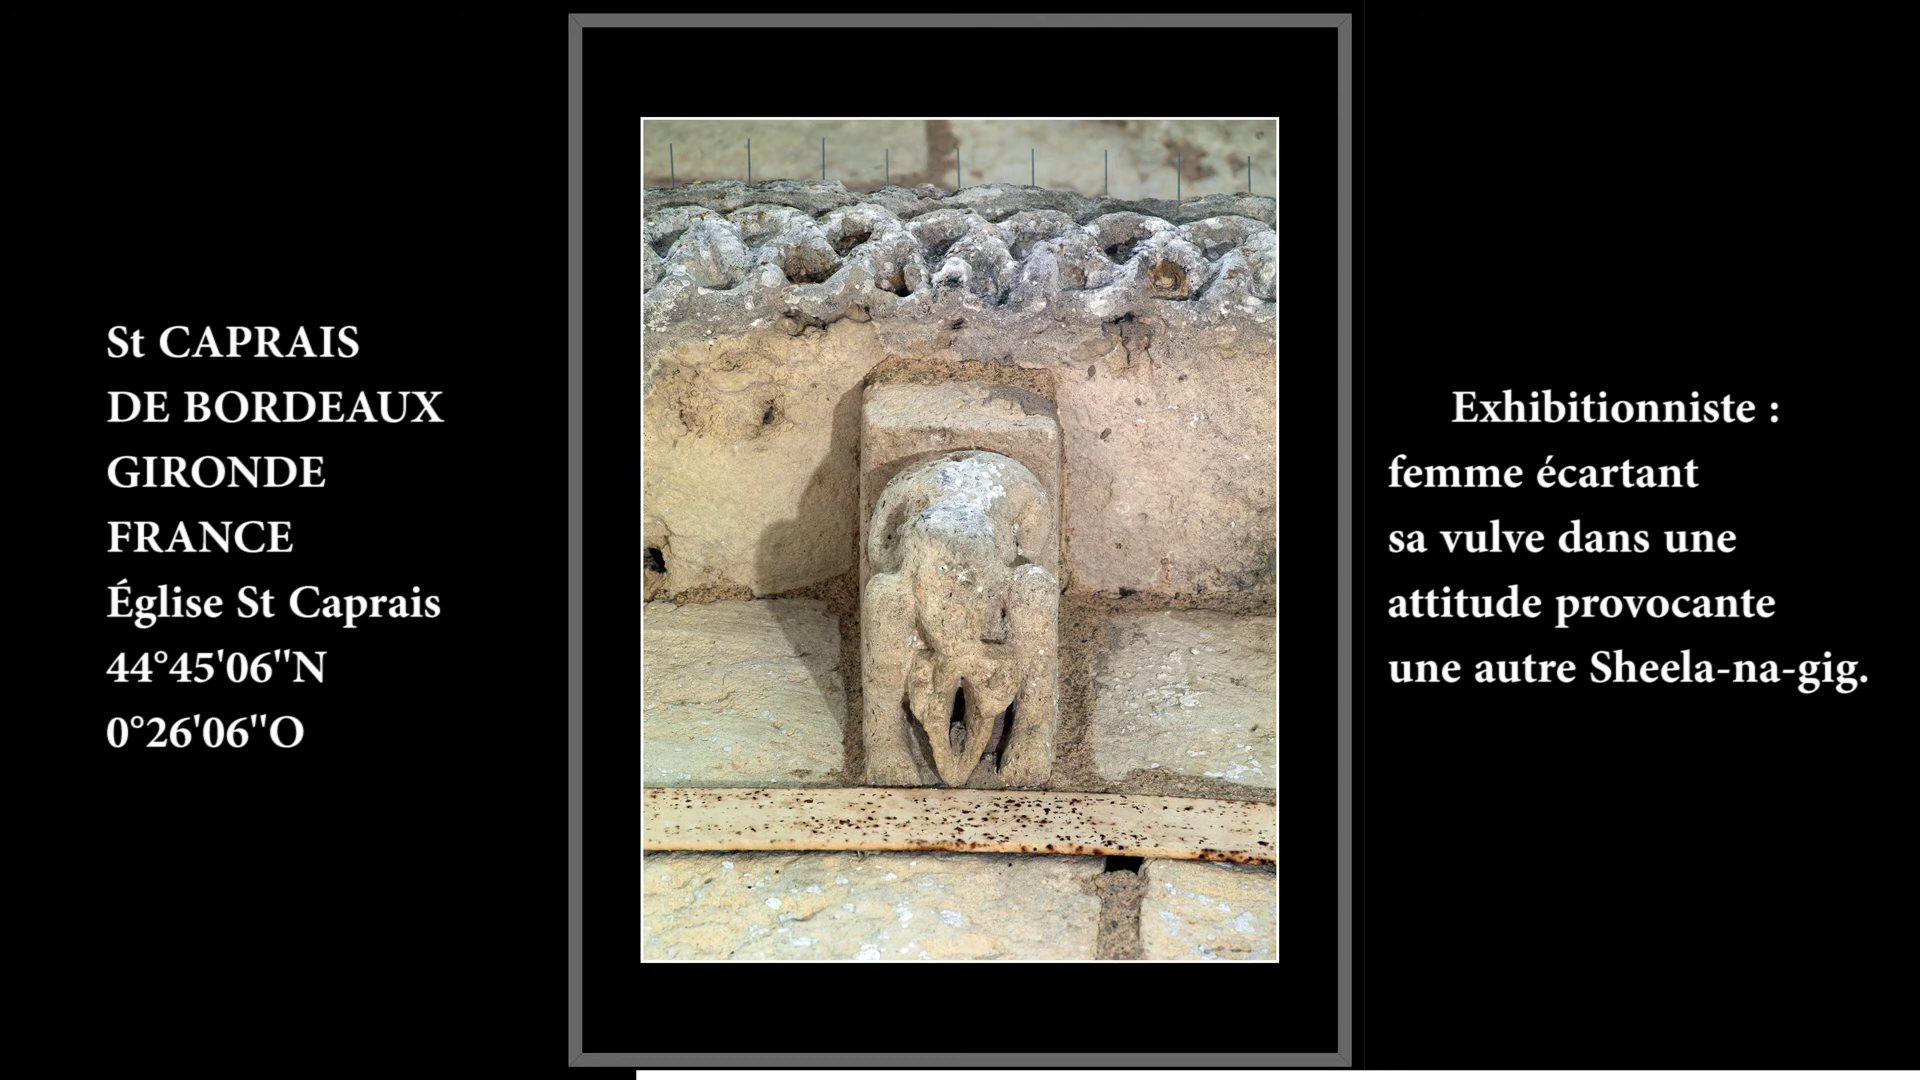 St CAPRAIS
DE BORDEAUX
GIRONDE
FRANCE
Église St Caprais
44°45'06"N
0°26'06"O
Exhibitionniste :
femme écartant
sa vulve dans une
attitude provocante
une autre Sheela-na-gig.